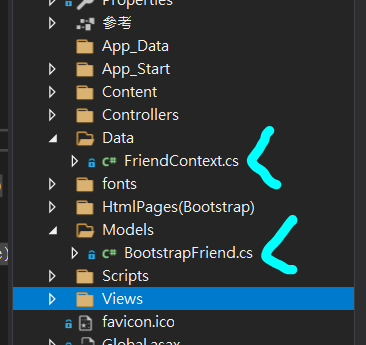 Properties
參考
App_Data
App_Start
Content
Controllers
Data
C# FriendContext.cs
fonts
HtmlPages(Bootstrap)
Models
C# BootstrapFriend.cs
Scripts
Views
favicon.ico
Global.asax